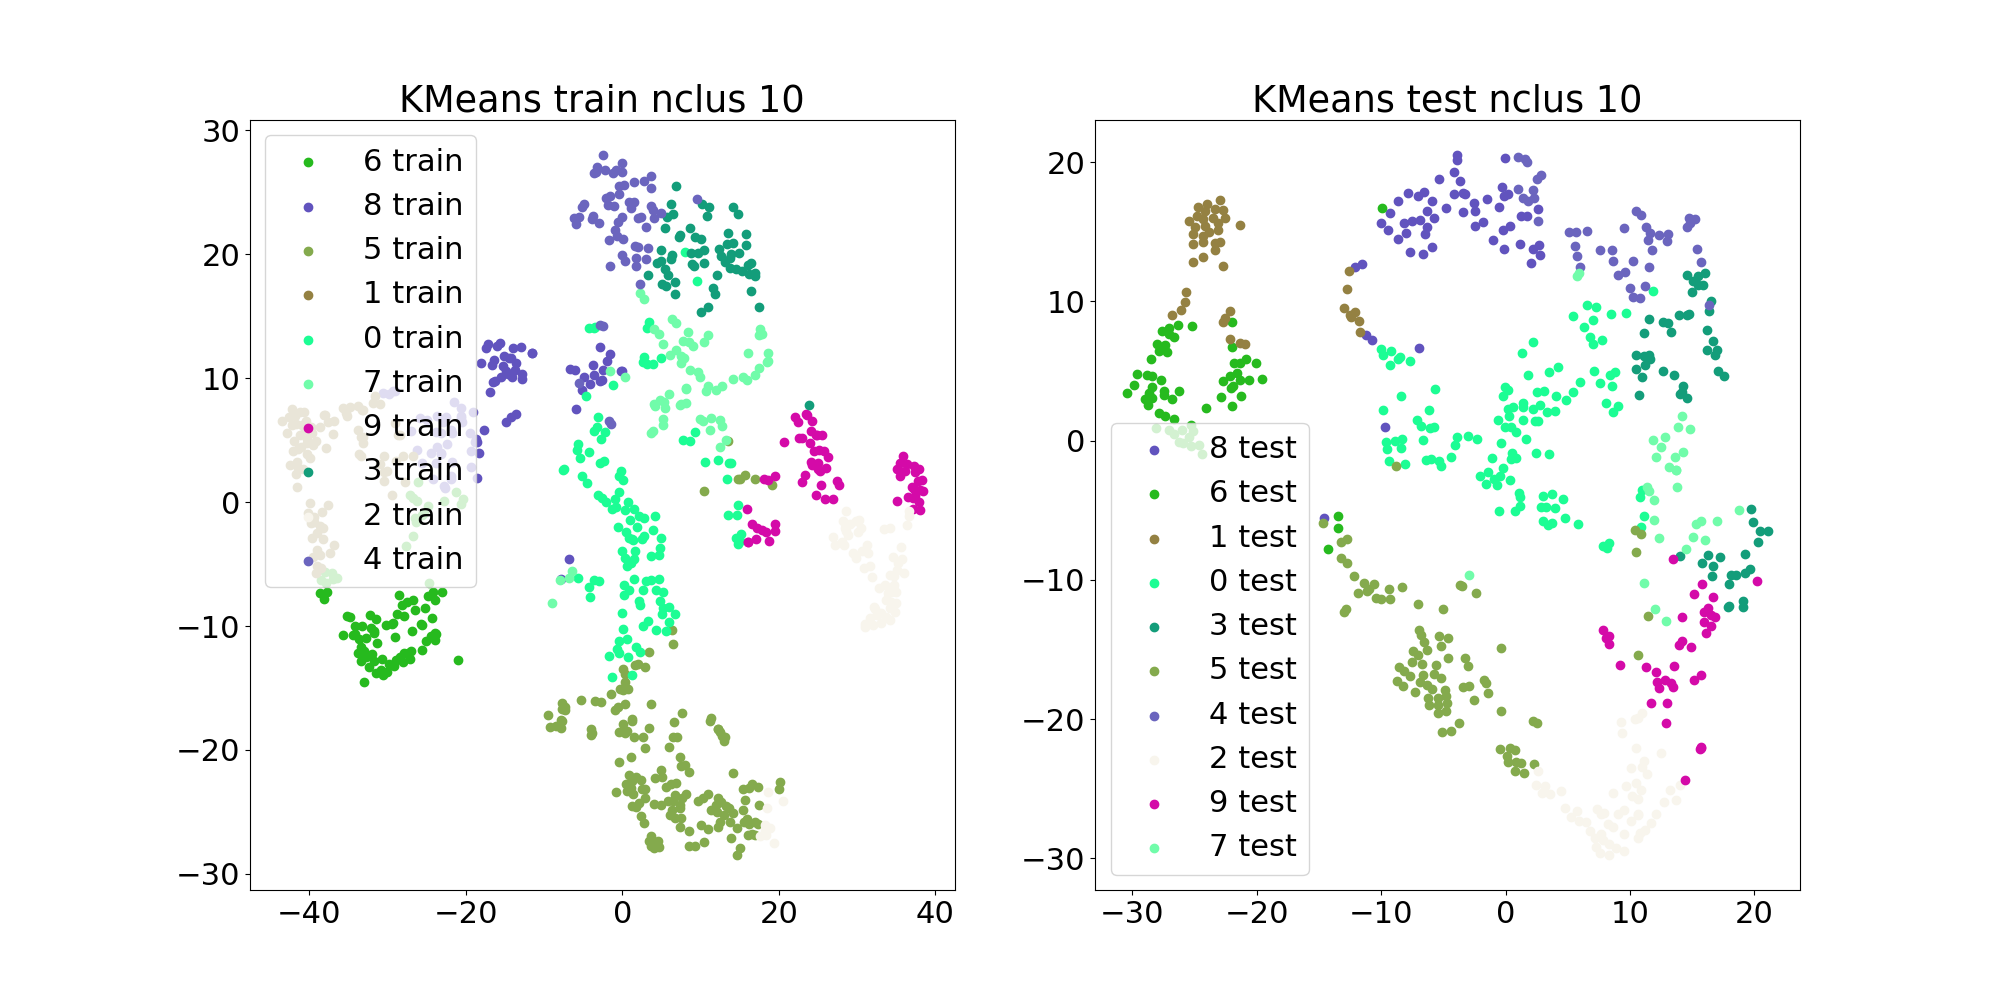 KMeans train nclus 10
30
20
10
0
−10
−20
−30
−40
−20
0
20
40
6 train
8 train
5 train
1 train
0 train
7 train
9 train
3 train
2 train
4 train
KMeans test nclus 10
20
10
0
−10
−20
−30
−30
−20
−10
0
10
20
8 test
6 test
1 test
0 test
3 test
5 test
4 test
2 test
9 test
7 test